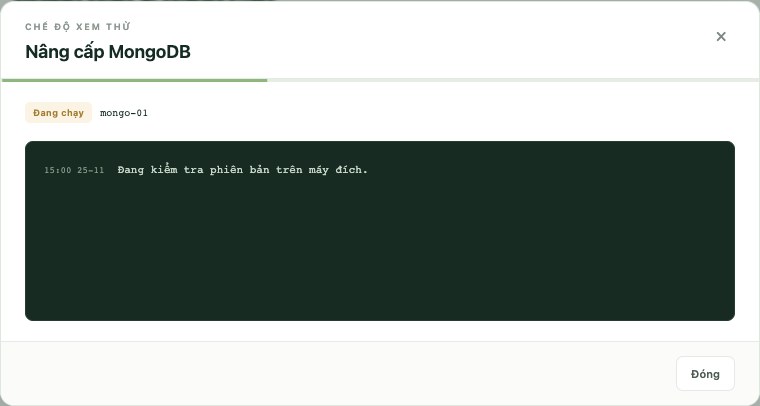 CHẾ ĐỘ XEM THỬ
Nâng cấp MongoDB
Đang chạy mongo-01
15:00 25-11 Đang kiểm tra phiên bản trên máy đích.
Đóng